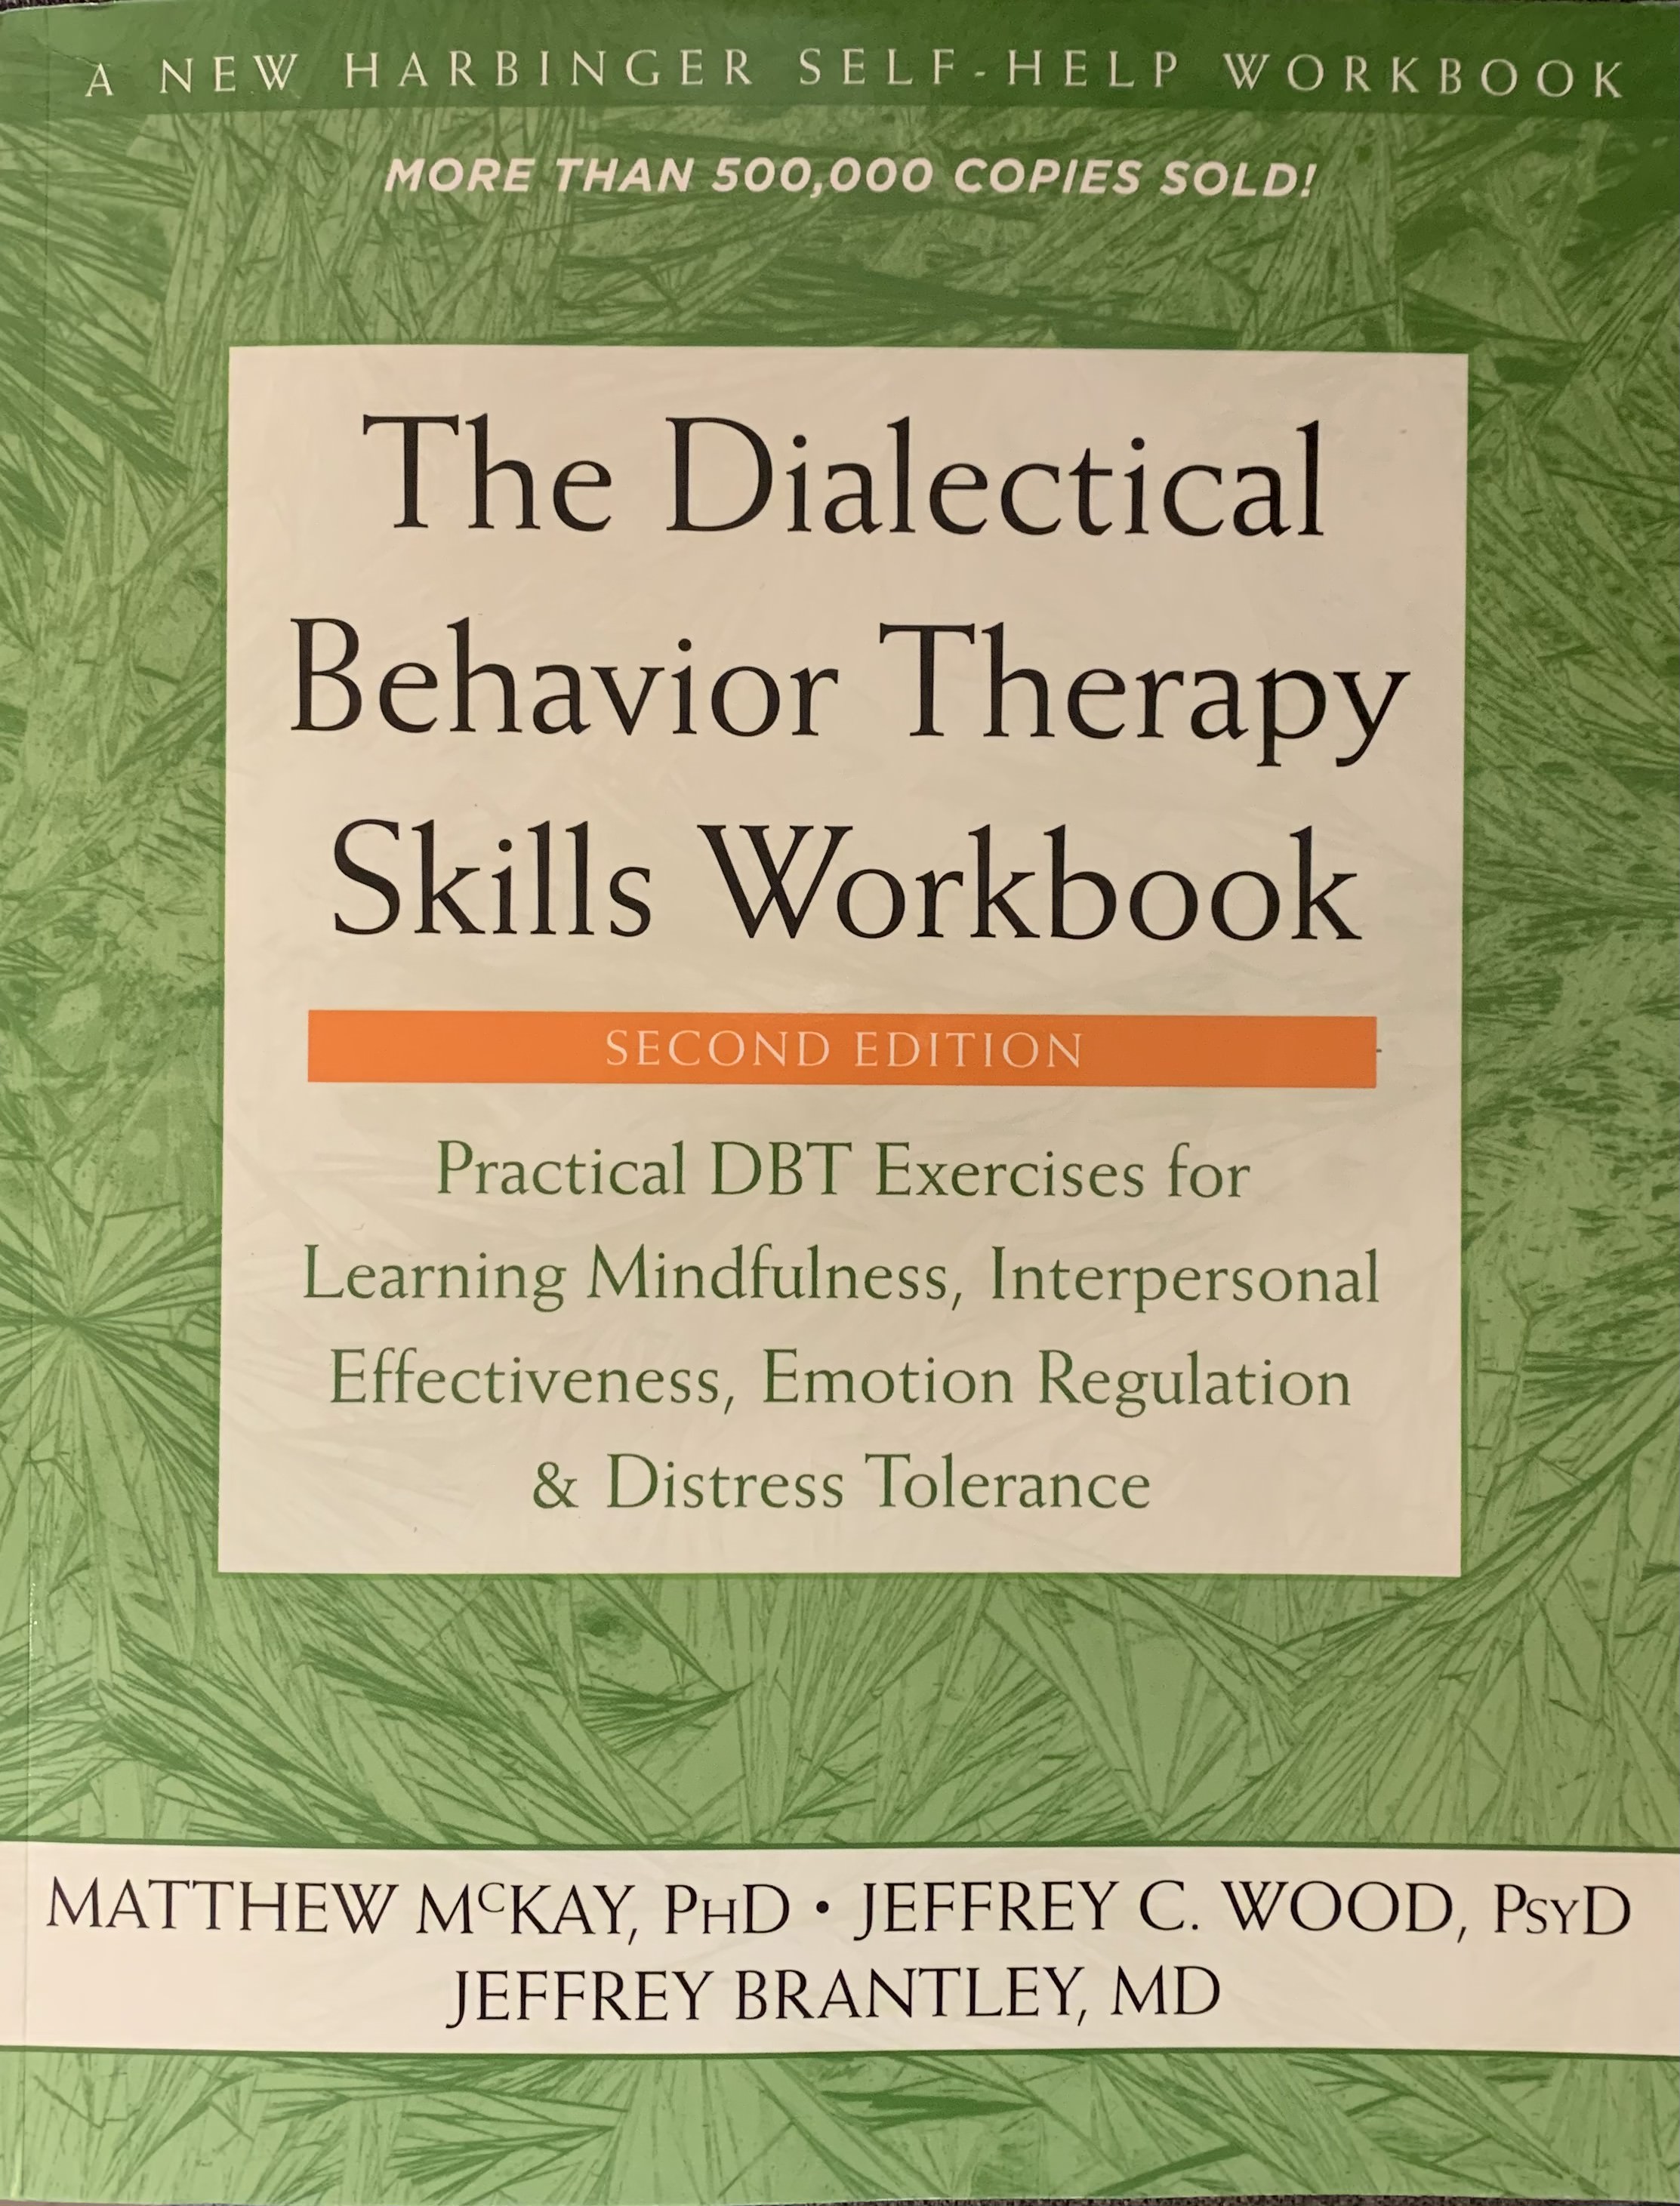 A NEW HARBINGER SELF-HELP WORKBOOK
MORE THAN 500,000 COPIES SOLD!
The Dialectical
Behavior Therapy
Skills Workbook
SECOND EDITION
Practical DBT Exercises for
Learning Mindfulness, Interpersonal
Effectiveness, Emotion Regulation
& Distress Tolerance
MATTHEW McKAY, PhD • JEFFREY C. WOOD, PsyD
JEFFREY BRANTLEY, MD